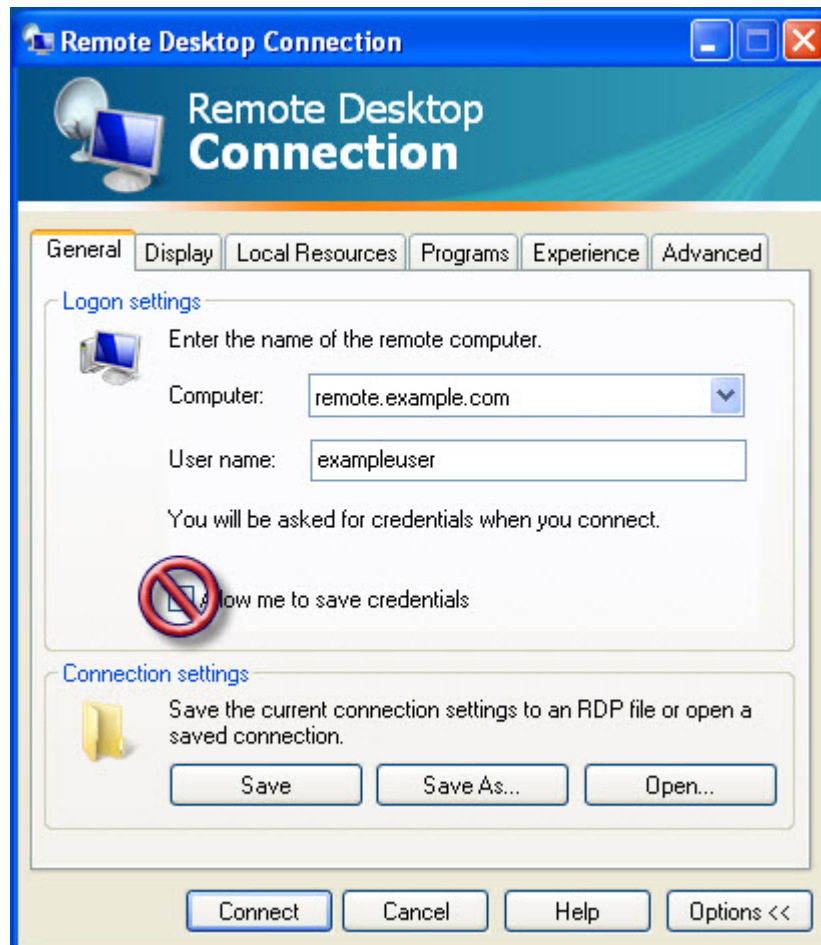 Remote Desktop Connection
Remote Desktop
Connection
General Display Local Resources Programs Experience Advanced
Logon settings
Enter the name of the remote computer.
Computer: remote.example.com
User name: exampleuser
You will be asked for credentials when you connect.
Allow me to save credentials
Connection settings
Save the current connection settings to an RDP file or open a
saved connection.
Save Save As... Open...
Connect Cancel Help Options <<